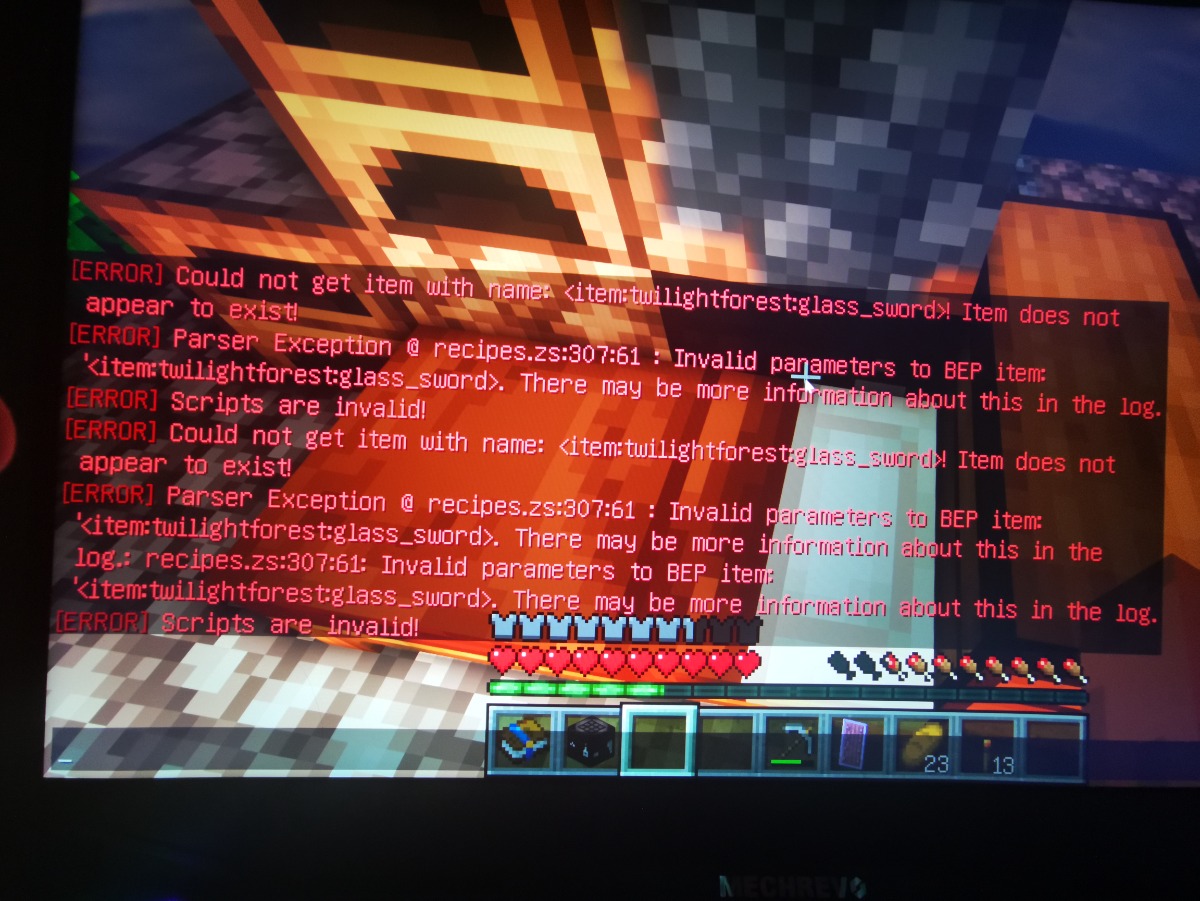 [ERROR] Could not get item with name: <item:twilightforest:glass_sword>! Item does not
appear to exist!
[ERROR] Parser Exception @ recipes.zs:307:61 : Invalid parameters to BEP item:
'<item:twilightforest:glass_sword>. There may be more information about this in the log.
[ERROR] Scripts are invalid!
[ERROR] Could not get item with name: <item:twilightforest:glass_sword>! Item does not
appear to exist!
[ERROR] Parser Exception @ recipes.zs:307:61 : Invalid parameters to BEP item:
'<item:twilightforest:glass_sword>. There may be more information about this in the
log.: recipes.zs:307:61: Invalid parameters to BEP item:
'<item:twilightforest:glass_sword>. There may be more information about this in the log.
[ERROR] Scripts are invalid!
23
13
MECHREVO